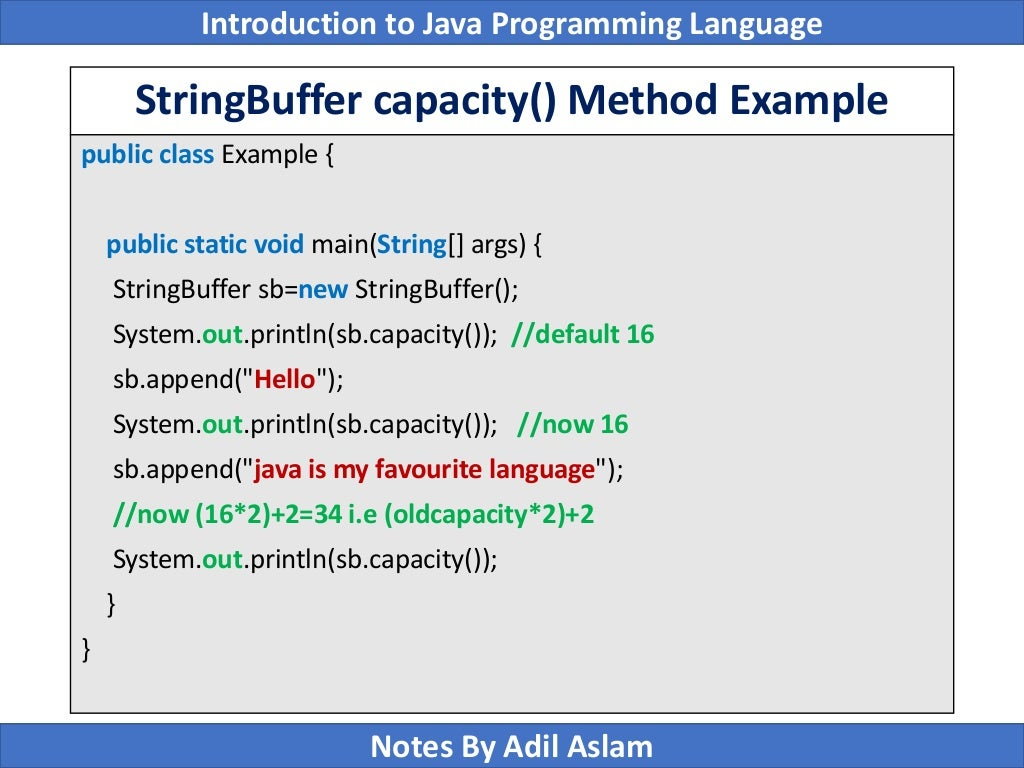 Introduction to Java Programming Language
StringBuffer capacity() Method Example
public class Example {
public static void main(String[] args) {
StringBuffer sb=new StringBuffer();
System.out.println(sb.capacity());  //default 16
sb.append("Hello");
System.out.println(sb.capacity());   //now 16
sb.append("java is my favourite language");
//now (16*2)+2=34 i.e (oldcapacity*2)+2
System.out.println(sb.capacity());
}
}
Notes By Adil Aslam